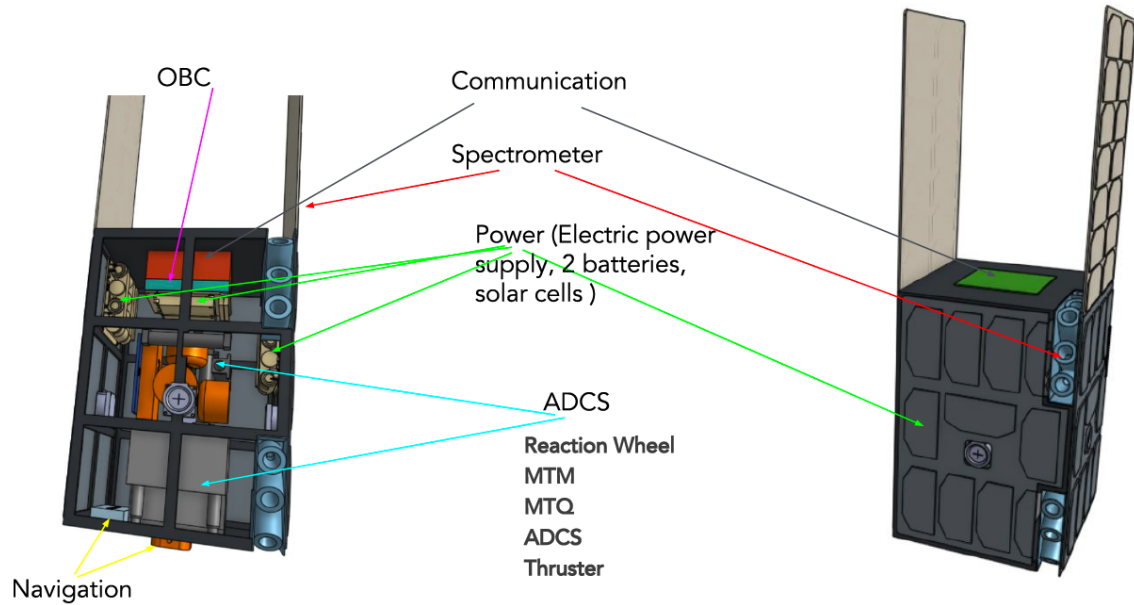 OBC
Communication
Spectrometer
Power (Electric power
supply, 2 batteries,
solar cells )
ADCS
Reaction Wheel
MTM
MTQ
ADCS
Thruster
Navigation